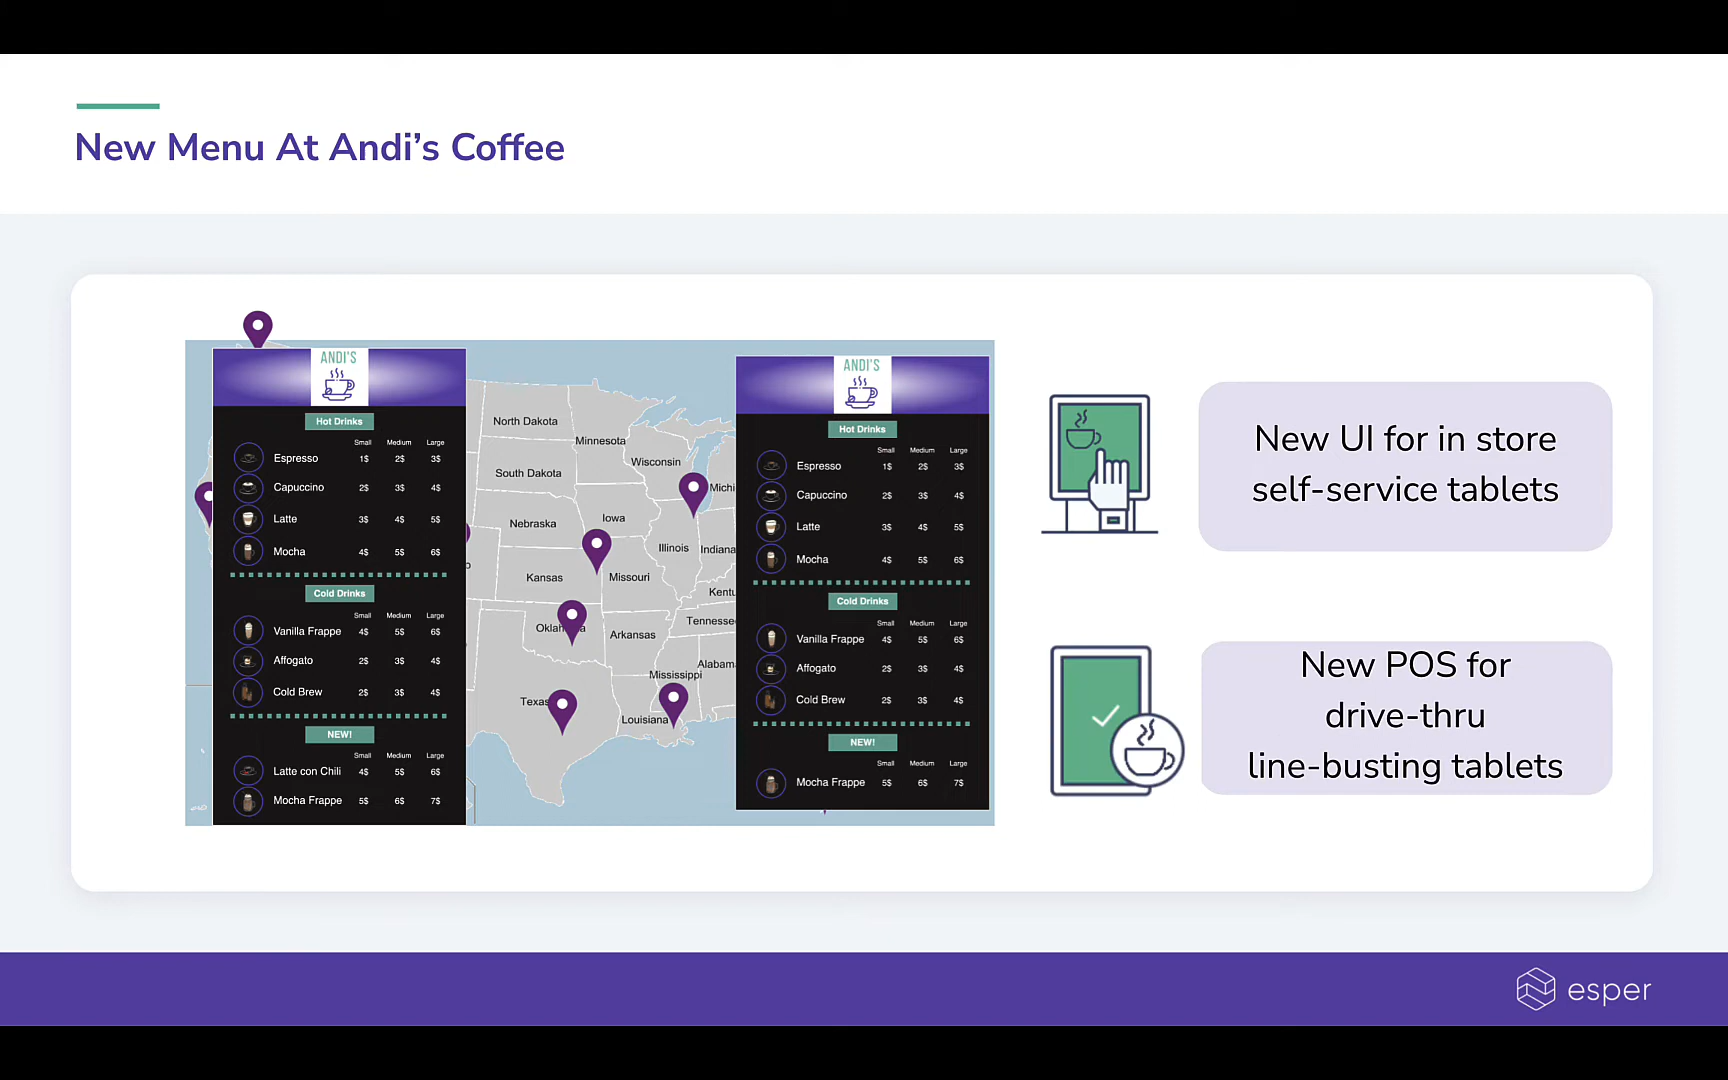 New Menu At Andi's Coffee
ANDI'S
Hot Drinks
Small Medium Large
Espresso 1$ 2$ 3$
Capuccino 2$ 3$ 4$
Latte 3$ 4$ 5$
Mocha 4$ 5$ 6$
Cold Drinks
Small Medium Large
Vanilla Frappe 4$ 5$ 6$
Affogato 2$ 3$ 4$
Cold Brew 2$ 3$ 4$
NEW!
Small Medium Large
Latte con Chili 4$ 5$ 6$
Mocha Frappe 5$ 6$ 7$
North Dakota
Minnesota
Wisconsin
Michi
South Dakota
Nebraska
Iowa
Illinois
Indiana
Kansas
Missouri
Kentu
Tennesse
Arkansas
Alabam
Mississippi
Texas
Louisiana
ANDI'S
Hot Drinks
Small Medium Large
Espresso 1$ 2$ 3$
Capuccino 2$ 3$ 4$
Latte 3$ 4$ 5$
Mocha 4$ 5$ 6$
Cold Drinks
Small Medium Large
Vanilla Frappe 4$ 5$ 6$
Affogato 2$ 3$ 4$
Cold Brew 2$ 3$ 4$
NEW!
Small Medium Large
Mocha Frappe 5$ 6$ 7$
New UI for in store
self-service tablets
New POS for
drive-thru
line-busting tablets
esper